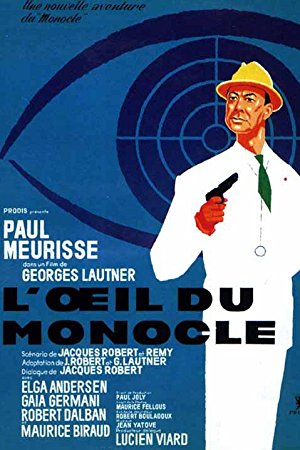 Une nouvelle aventure
du "Monocle"
PRODIS présente
PAUL
MEURISSE
dans un Film de
GEORGES LAUTNER
L'ŒIL DU
MONOCLE
Scénario de JACQUES ROBERT et REMY
Adaptation de J. ROBERT et G. LAUTNER
Dialogue de JACQUES ROBERT
avec
ELGA ANDERSEN
GAIA GERMANI
ROBERT DALBAN
MAURICE BIRAUD
PAUL JOLY
MAURICE FELLOUS
ROBERT BOULADOUX
JEAN YATOVE
Producteur délégué
LUCIEN VIARD